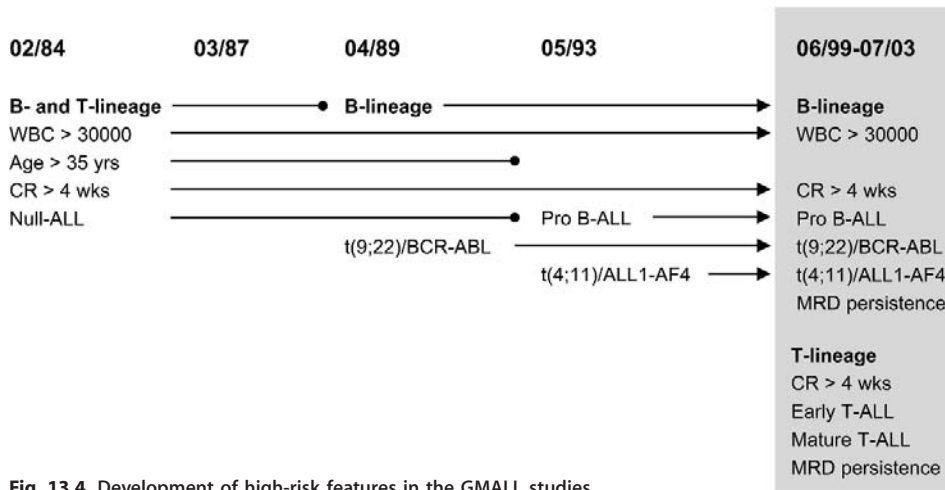 02/84 03/87 04/89 05/93 06/99-07/03
B- and T-lineage B-lineage B-lineage
WBC > 30000 WBC > 30000
Age > 35 yrs
CR > 4 wks CR > 4 wks
Null-ALL Pro B-ALL Pro B-ALL
t(9;22)/BCR-ABL t(9;22)/BCR-ABL
t(4;11)/ALL1-AF4 t(4;11)/ALL1-AF4
MRD persistence
T-lineage
CR > 4 wks
Early T-ALL
Mature T-ALL
MRD persistence
Fig. 13.4. Development of high-risk features in the GMALL studies